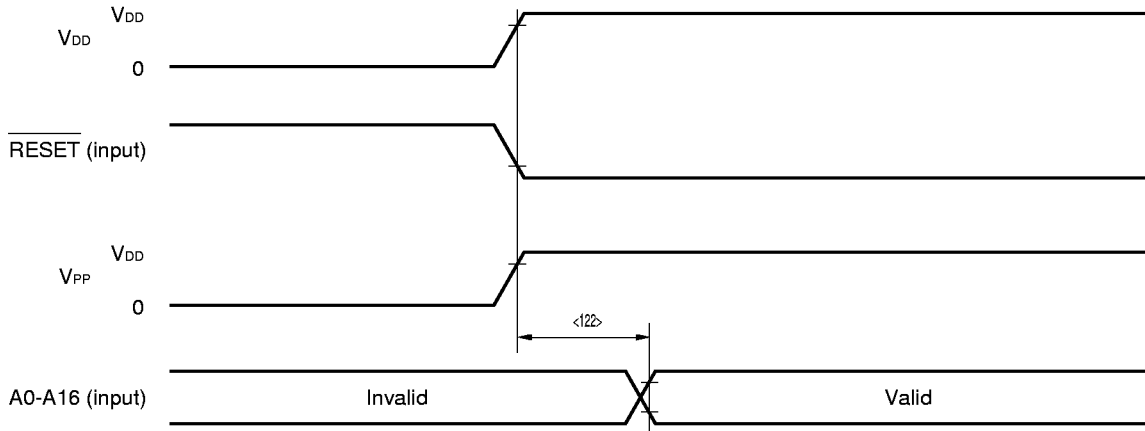 VDD
VDD
0
RESET (input)
VDD
VPP
0
<122>
A0-A16 (input)
Invalid
Valid